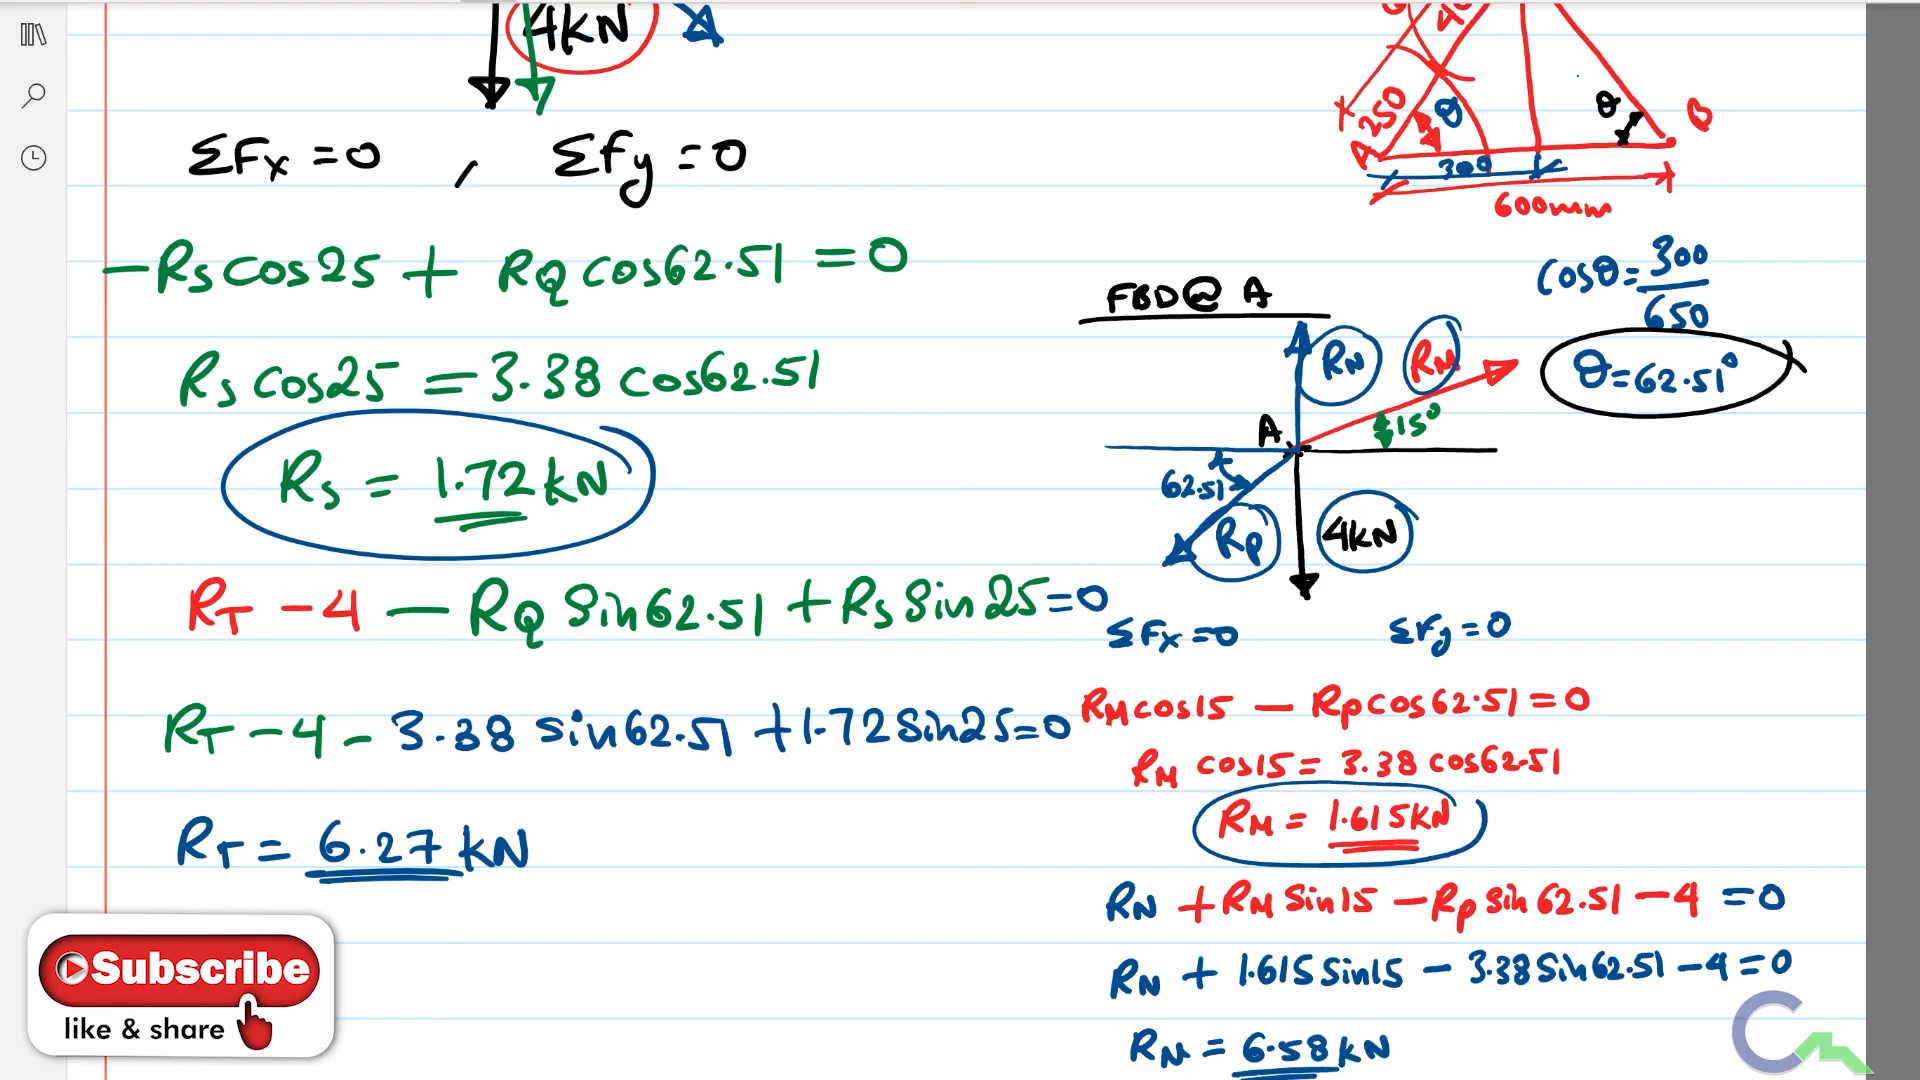 4kN
ΣFx = 0 , ΣFy = 0
- Rs cos25 + RQ cos62.51 = 0
Rs cos25 = 3.38 cos62.51
Rs = 1.72 kN
RT - 4 - RQ Sin62.51 + Rs Sin25 = 0
RT - 4 - 3.38 sin62.51 + 1.72 Sin25 = 0
RT = 6.27 kN
Subscribe
like & share
250
θ
θ
A
B
300
600mm
cosθ = 300/650
θ = 62.51°
FBD@ A
RN
RM
15°
A
62.51
RP
4kN
ΣFx = 0
ΣFy = 0
RM cos15 - RP cos62.51 = 0
RM cos15 = 3.38 cos62.51
RM = 1.615kN
RN + RM Sin15 - RP sin62.51 - 4 = 0
RN + 1.615 Sin15 - 3.38 Sin62.51 - 4 = 0
RN = 6.58 kN